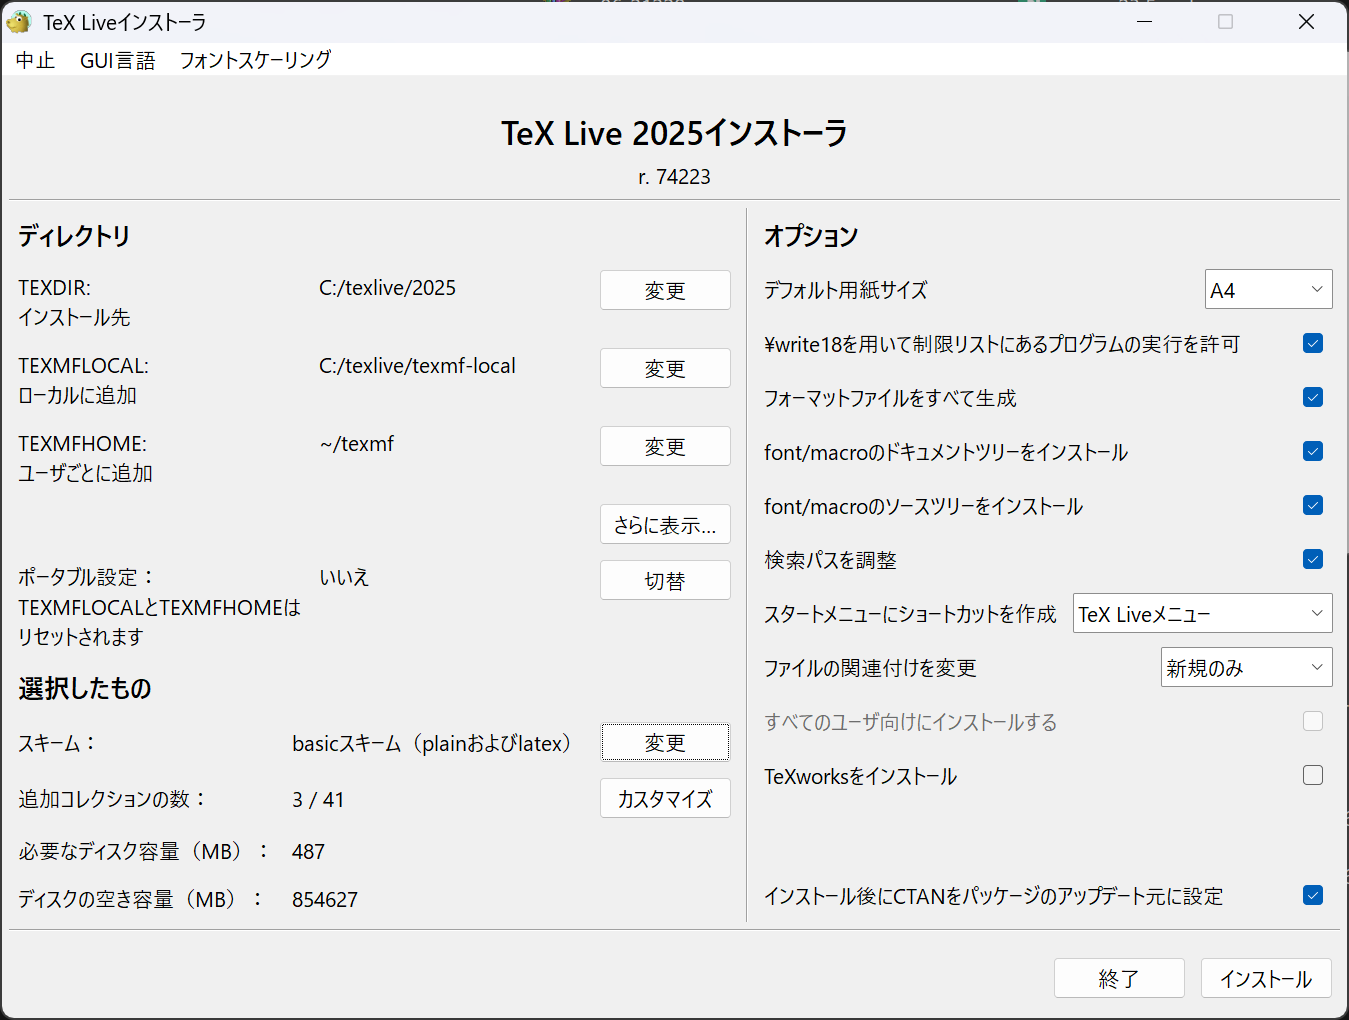 TeX Liveインストーラ
中止 GUI言語 フォントスケーリング
TeX Live 2025インストーラ
r. 74223
ディレクトリ
TEXDIR: C:/texlive/2025 変更
インストール先
TEXMFLOCAL: C:/texlive/texmf-local 変更
ローカルに追加
TEXMFHOME: ~/texmf 変更
ユーザごとに追加
さらに表示...
ポータブル設定： いいえ 切替
TEXMFLOCALとTEXMFHOMEは
リセットされます
選択したもの
スキーム： basicスキーム（plainおよびlatex） 変更
追加コレクションの数： 3 / 41 カスタマイズ
必要なディスク容量（MB）： 487
ディスクの空き容量（MB）： 854627
オプション
デフォルト用紙サイズ A4
¥write18を用いて制限リストにあるプログラムの実行を許可
フォーマットファイルをすべて生成
font/macroのドキュメントツリーをインストール
font/macroのソースツリーをインストール
検索パスを調整
スタートメニューにショートカットを作成 TeX Liveメニュー
ファイルの関連付けを変更 新規のみ
すべてのユーザ向けにインストールする
TeXworksをインストール
インストール後にCTANをパッケージのアップデート元に設定
終了 インストール